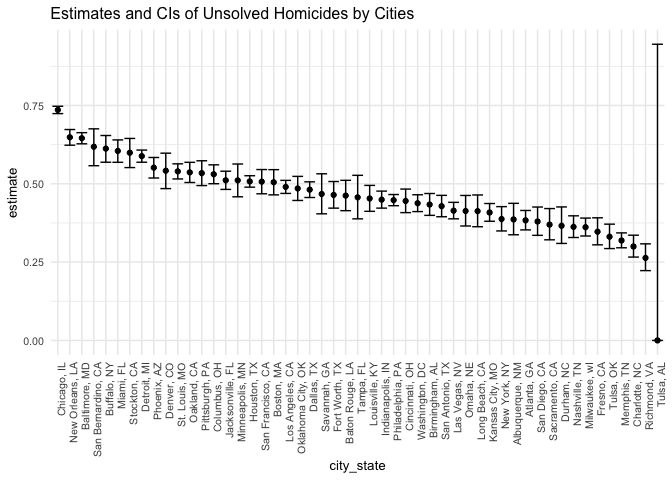 Estimates and CIs of Unsolved Homicides by Cities
estimate
0.75
0.50
0.25
0.00
Chicago, IL
New Orleans, LA
Baltimore, MD
San Bernardino, CA
Buffalo, NY
Miami, FL
Stockton, CA
Detroit, MI
Phoenix, AZ
Denver, CO
St. Louis, MO
Oakland, CA
Pittsburgh, PA
Columbus, OH
Jacksonville, FL
Minneapolis, MN
Houston, TX
San Francisco, CA
Boston, MA
Los Angeles, CA
Oklahoma City, OK
Dallas, TX
Savannah, GA
Fort Worth, TX
Baton Rouge, LA
Tampa, FL
Louisville, KY
Indianapolis, IN
Philadelphia, PA
Cincinnati, OH
Washington, DC
Birmingham, AL
San Antonio, TX
Las Vegas, NV
Omaha, NE
Long Beach, CA
Kansas City, MO
New York, NY
Albuquerque, NM
Atlanta, GA
San Diego, CA
Sacramento, CA
Durham, NC
Nashville, TN
Milwaukee, wI
Fresno, CA
Tulsa, OK
Memphis, TN
Charlotte, NC
Richmond, VA
Tulsa, AL
city_state